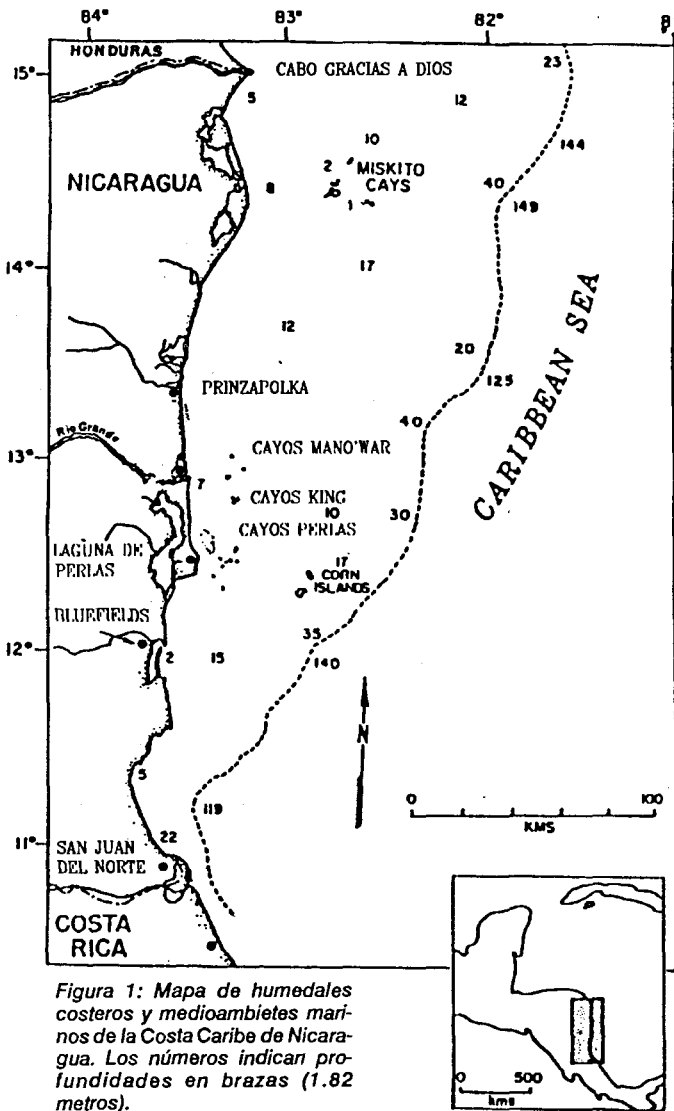 84° 83° 82° 8
HONDURAS
15°
CABO GRACIAS A DIOS
23
5
12
10
144
2
MISKITO
CAYS
NICARAGUA
8
40
1
149
14°
17
12
20
125
CARIBBEAN SEA
PRINZAPOLKA
40
Rio Grande
13°
CAYOS MANO'WAR
7
CAYOS KING
10
30
CAYOS PERLAS
LAGUNA DE
PERLAS
17
CORN
ISLANDS
BLUEFIELDS
35
12°
2
15
140
N
5
119
0 100
KMS
22
11°
SAN JUAN
DEL NORTE
COSTA
RICA
Figura 1: Mapa de humedales
costeros y medioambietes mari-
nos de la Costa Caribe de Nicara-
gua. Los números indican pro-
fundidades en brazas (1.82
metros).
0 500
kms